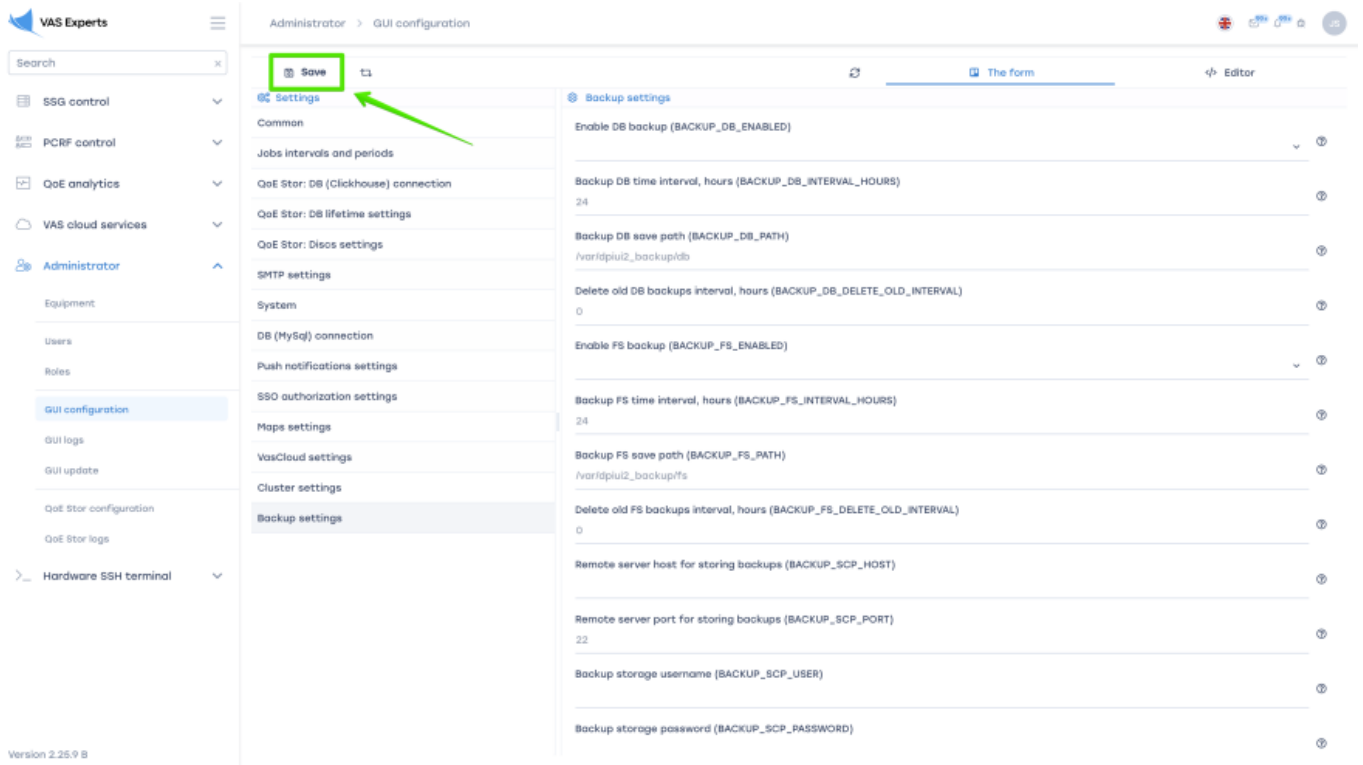 VAS Experts
Administrator > GUI configuration
99+ 99+ JS
Search ×
Save
The form
</> Editor
SSG control
PCRF control
QoE analytics
VAS cloud services
Administrator
Equipment
Users
Roles
GUI configuration
GUI logs
GUI update
QoE Stor configuration
QoE Stor logs
Hardware SSH terminal
Version 2.25.9 B
Settings
Common
Jobs intervals and periods
QoE Stor: DB (Clickhouse) connection
QoE Stor: DB lifetime settings
QoE Stor: Discs settings
SMTP settings
System
DB (MySql) connection
Push notifications settings
SSO authorization settings
Maps settings
VasCloud settings
Cluster settings
Backup settings
Backup settings
Enable DB backup (BACKUP_DB_ENABLED)
Backup DB time interval, hours (BACKUP_DB_INTERVAL_HOURS)
24
Backup DB save path (BACKUP_DB_PATH)
/var/dpiui2_backup/db
Delete old DB backups interval, hours (BACKUP_DB_DELETE_OLD_INTERVAL)
0
Enable FS backup (BACKUP_FS_ENABLED)
Backup FS time interval, hours (BACKUP_FS_INTERVAL_HOURS)
24
Backup FS save path (BACKUP_FS_PATH)
/var/dpiui2_backup/fs
Delete old FS backups interval, hours (BACKUP_FS_DELETE_OLD_INTERVAL)
0
Remote server host for storing backups (BACKUP_SCP_HOST)
Remote server port for storing backups (BACKUP_SCP_PORT)
22
Backup storage username (BACKUP_SCP_USER)
Backup storage password (BACKUP_SCP_PASSWORD)